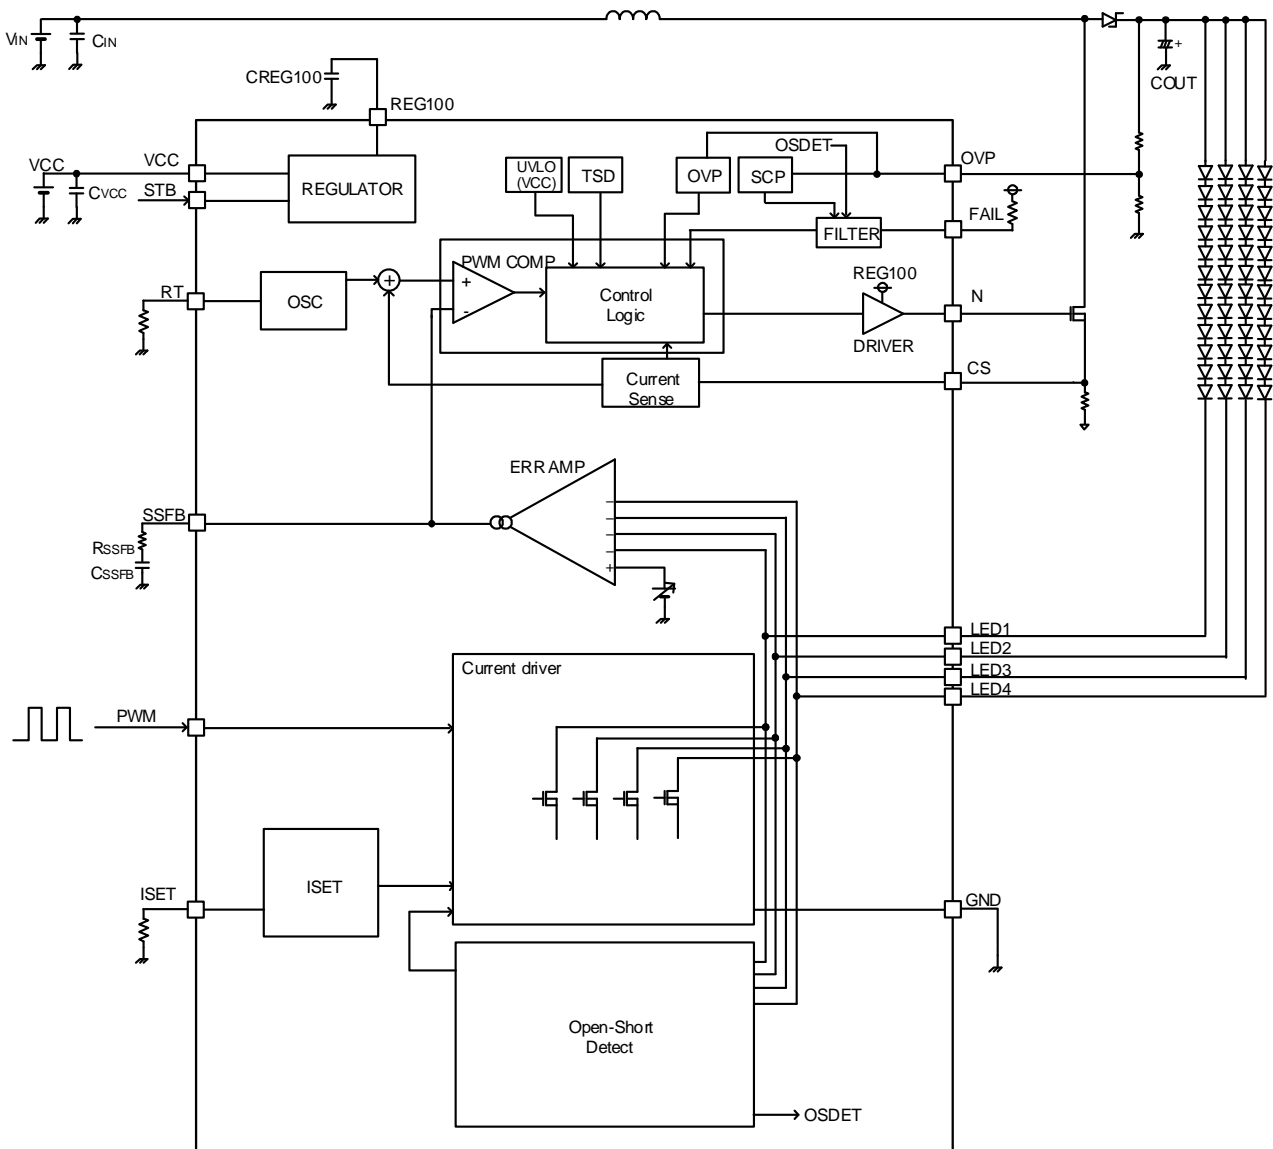 VIN
CIN
+
COUT
CREG100
REG100
VCC
VCC
CVCC
STB
REGULATOR
UVLO
(VCC)
TSD
OVP
SCP
OSDET
OVP
FAIL
FILTER
PWM COMP
RT
OSC
+
+
-
Control
Logic
REG100
DRIVER
N
CS
Current
Sense
ERR AMP
SSFB
RSSFB
CSSFB
−
−
−
−
+
LED1
LED2
LED3
LED4
Current driver
PWM
ISET
ISET
GND
Open-Short
Detect
OSDET